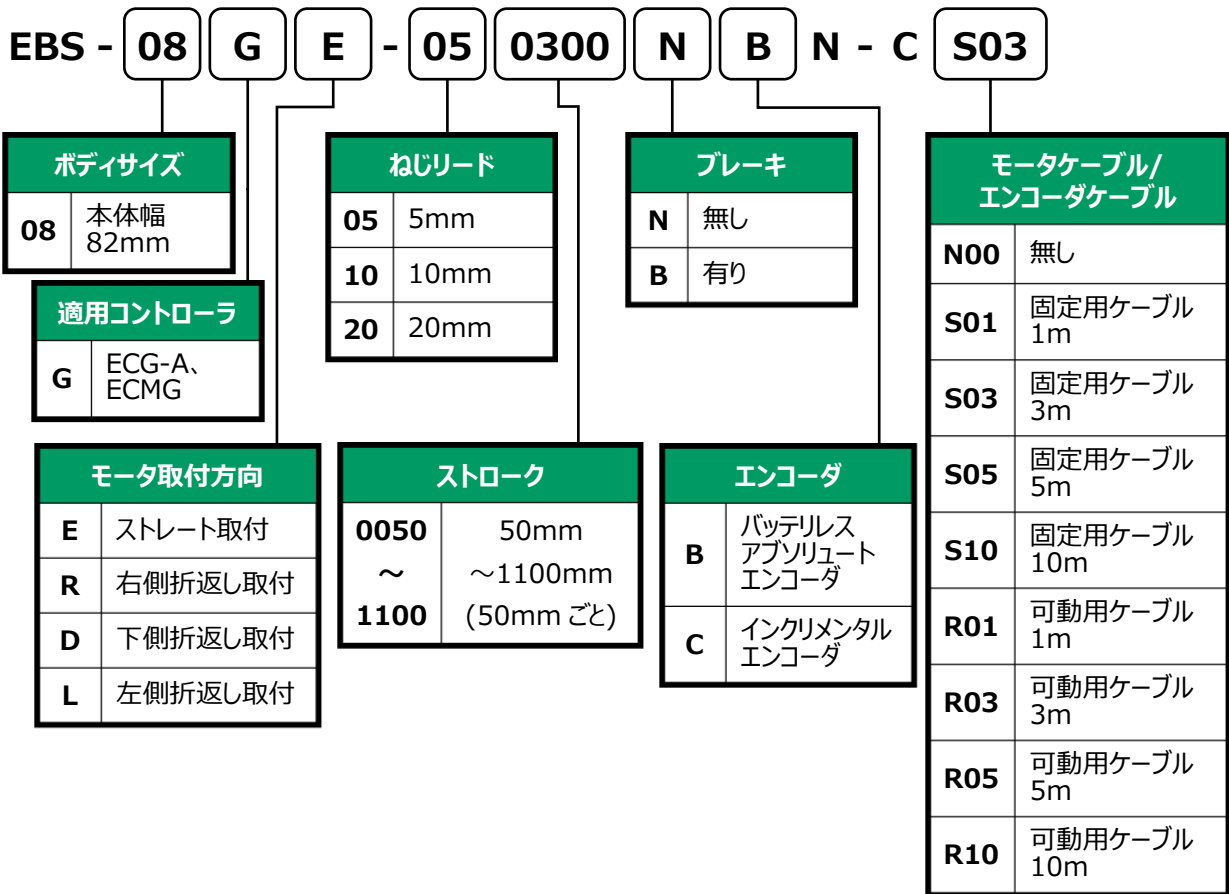 EBS - 08 G E - 05 0300 N B N - C S03
ボディサイズ
08 本体幅
82mm
適用コントローラ
G ECG-A、
ECMG
モータ取付方向
E ストレート取付
R 右側折返し取付
D 下側折返し取付
L 左側折返し取付
ねじリード
05 5mm
10 10mm
20 20mm
ストローク
0050 50mm
～ ～1100mm
1100 (50mm ごと)
ブレーキ
N 無し
B 有り
エンコーダ
B バッテリレス
アブソリュート
エンコーダ
C インクリメンタル
エンコーダ
モータケーブル/
エンコーダケーブル
N00 無し
S01 固定用ケーブル
1m
S03 固定用ケーブル
3m
S05 固定用ケーブル
5m
S10 固定用ケーブル
10m
R01 可動用ケーブル
1m
R03 可動用ケーブル
3m
R05 可動用ケーブル
5m
R10 可動用ケーブル
10m